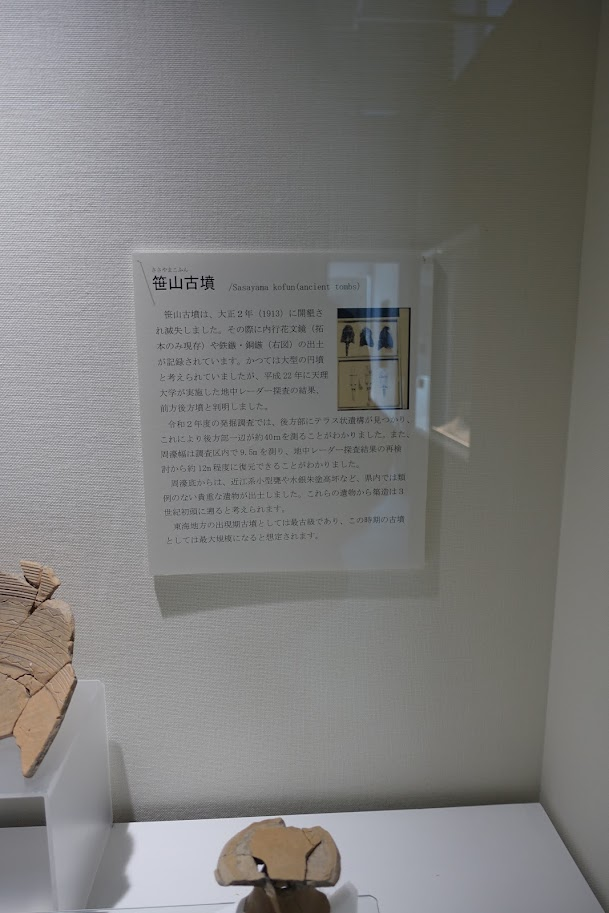 ささやまこふん
笹山古墳 /Sasayama kofun(ancient tombs)
笹山古墳は、大正２年（1913）に開墾さ
れ滅失しました。その際に内行花文鏡（拓
本のみ現存）や鉄鏃・銅鏃（右図）の出土
が記録されています。かつては大型の円墳
と考えられていましたが、平成 22 年に天理
大学が実施した地中レーダー探査の結果、
前方後方墳と判明しました。
令和２年度の発掘調査では、後方部にテラス状遺構が見つかり、
これにより後方部一辺が約40ｍを測ることがわかりました。また、
周濠幅は調査区内で 9.5ｍを測り、地中レーダー探査結果の再検
討から約 12ｍ程度に復元できることがわかりました。
周濠底からは、近江系小型甕や水銀朱塗高坏など、県内では類
例のない貴重な遺物が出土しました。これらの遺物から築造は３
世紀初頭に遡ると考えられます。
東海地方の出現期古墳としては最古級であり、この時期の古墳
としては最大規模になると想定されます。